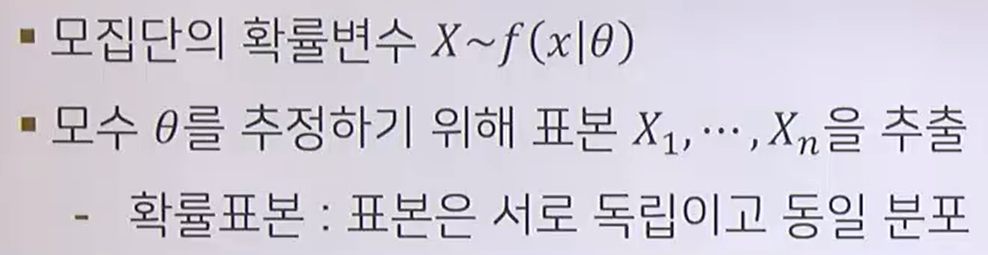 ▪ 모집단의 확률변수 X~f(x|θ)
▪ 모수 θ를 추정하기 위해 표본 X₁,⋯,Xₙ을 추출
- 확률표본 : 표본은 서로 독립이고 동일 분포